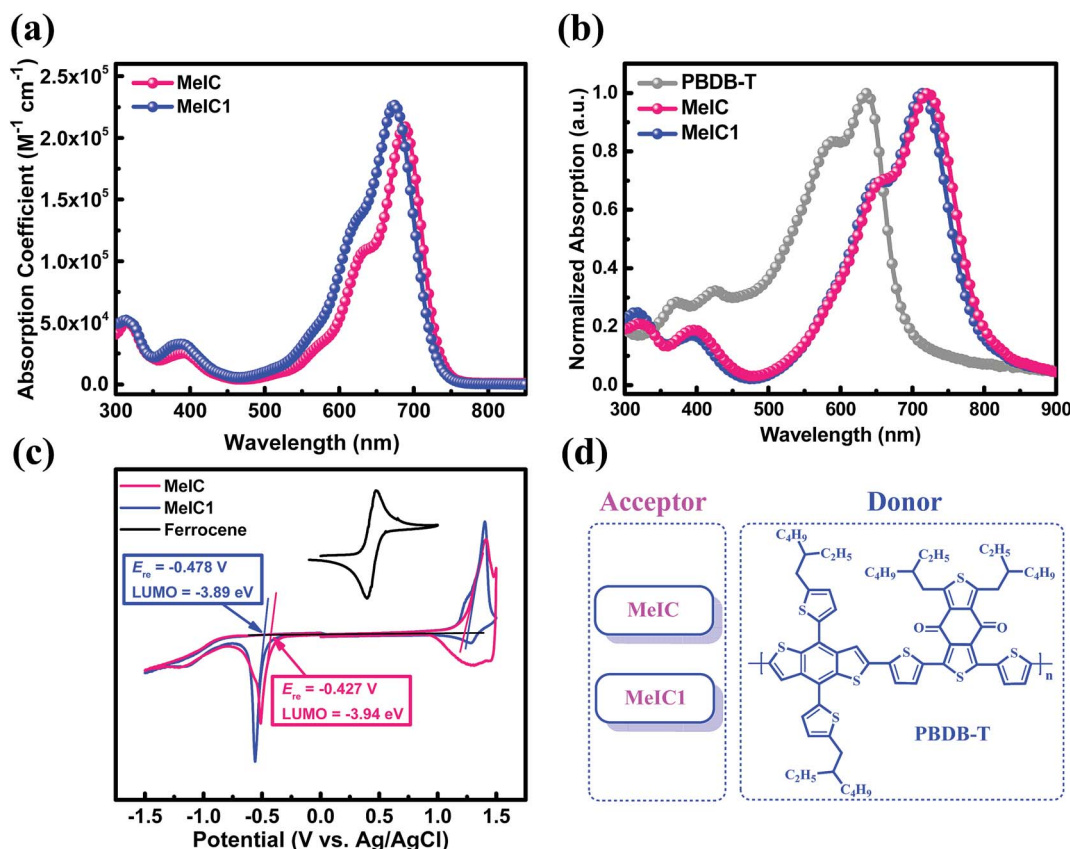 (a)
Absorption Coefficient (M⁻¹ cm⁻¹)
2.5x10⁵
2.0x10⁵
1.5x10⁵
1.0x10⁵
5.0x10⁴
0.0
MeIC
MeIC1
300 400 500 600 700 800
Wavelength (nm)
(b)
Normalized Absorption (a.u.)
1.0
0.8
0.6
0.4
0.2
0.0
PBDB-T
MeIC
MeIC1
300 400 500 600 700 800 900
Wavelength (nm)
(c)
MeIC
MeIC1
Ferrocene
E_re = -0.478 V
LUMO = -3.89 eV
E_re = -0.427 V
LUMO = -3.94 eV
-1.5 -1.0 -0.5 0.0 0.5 1.0 1.5
Potential (V vs. Ag/AgCl)
(d)
Acceptor
MeIC
MeIC1
Donor
C₄H₉
C₂H₅
S
S
S
S
C₂H₅
C₄H₉
C₂H₅
C₄H₉
S
O
O
S
S
S
n
S
C₂H₅
C₄H₉
PBDB-T